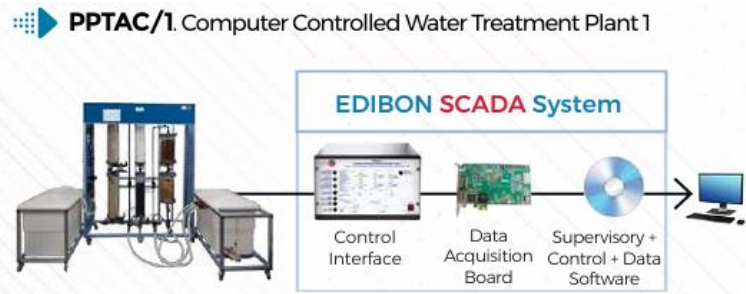 PPTAC/1. Computer Controlled Water Treatment Plant 1
EDIBON SCADA System
Control
Interface
Data
Acquisition
Board
Supervisory +
Control + Data
Software